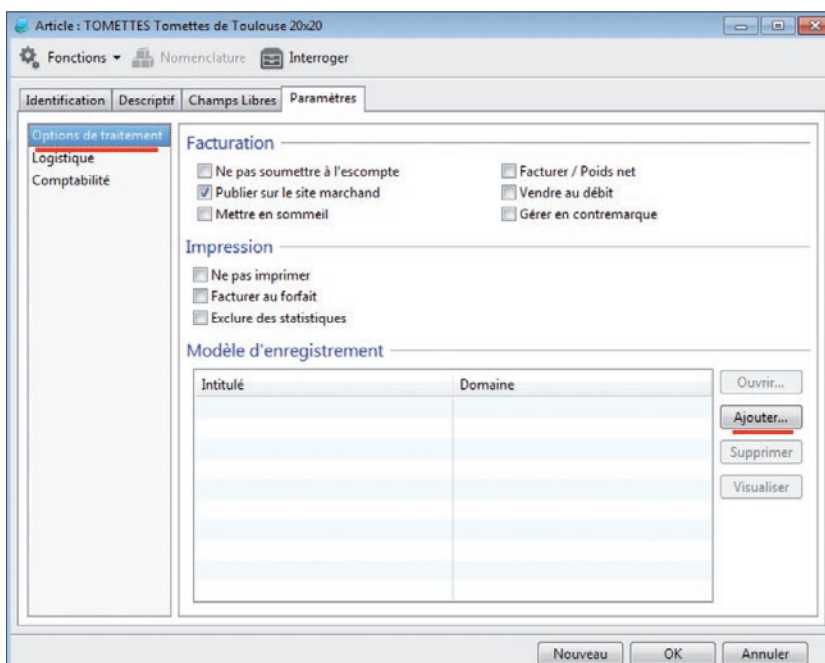 Article : TOMETTES Tomettes de Toulouse 20x20
Fonctions Nomenclature Interroger
Identification Descriptif Champs Libres Paramètres
Options de traitement
Logistique
Comptabilité
Facturation
Ne pas soumettre à l'escompte Facturer / Poids net
Publier sur le site marchand Vendre au débit
Mettre en sommeil Gérer en contremarque
Impression
Ne pas imprimer
Facturer au forfait
Exclure des statistiques
Modèle d'enregistrement
Intitulé Domaine
Ouvrir...
Ajouter...
Supprimer
Visualiser
Nouveau OK Annuler